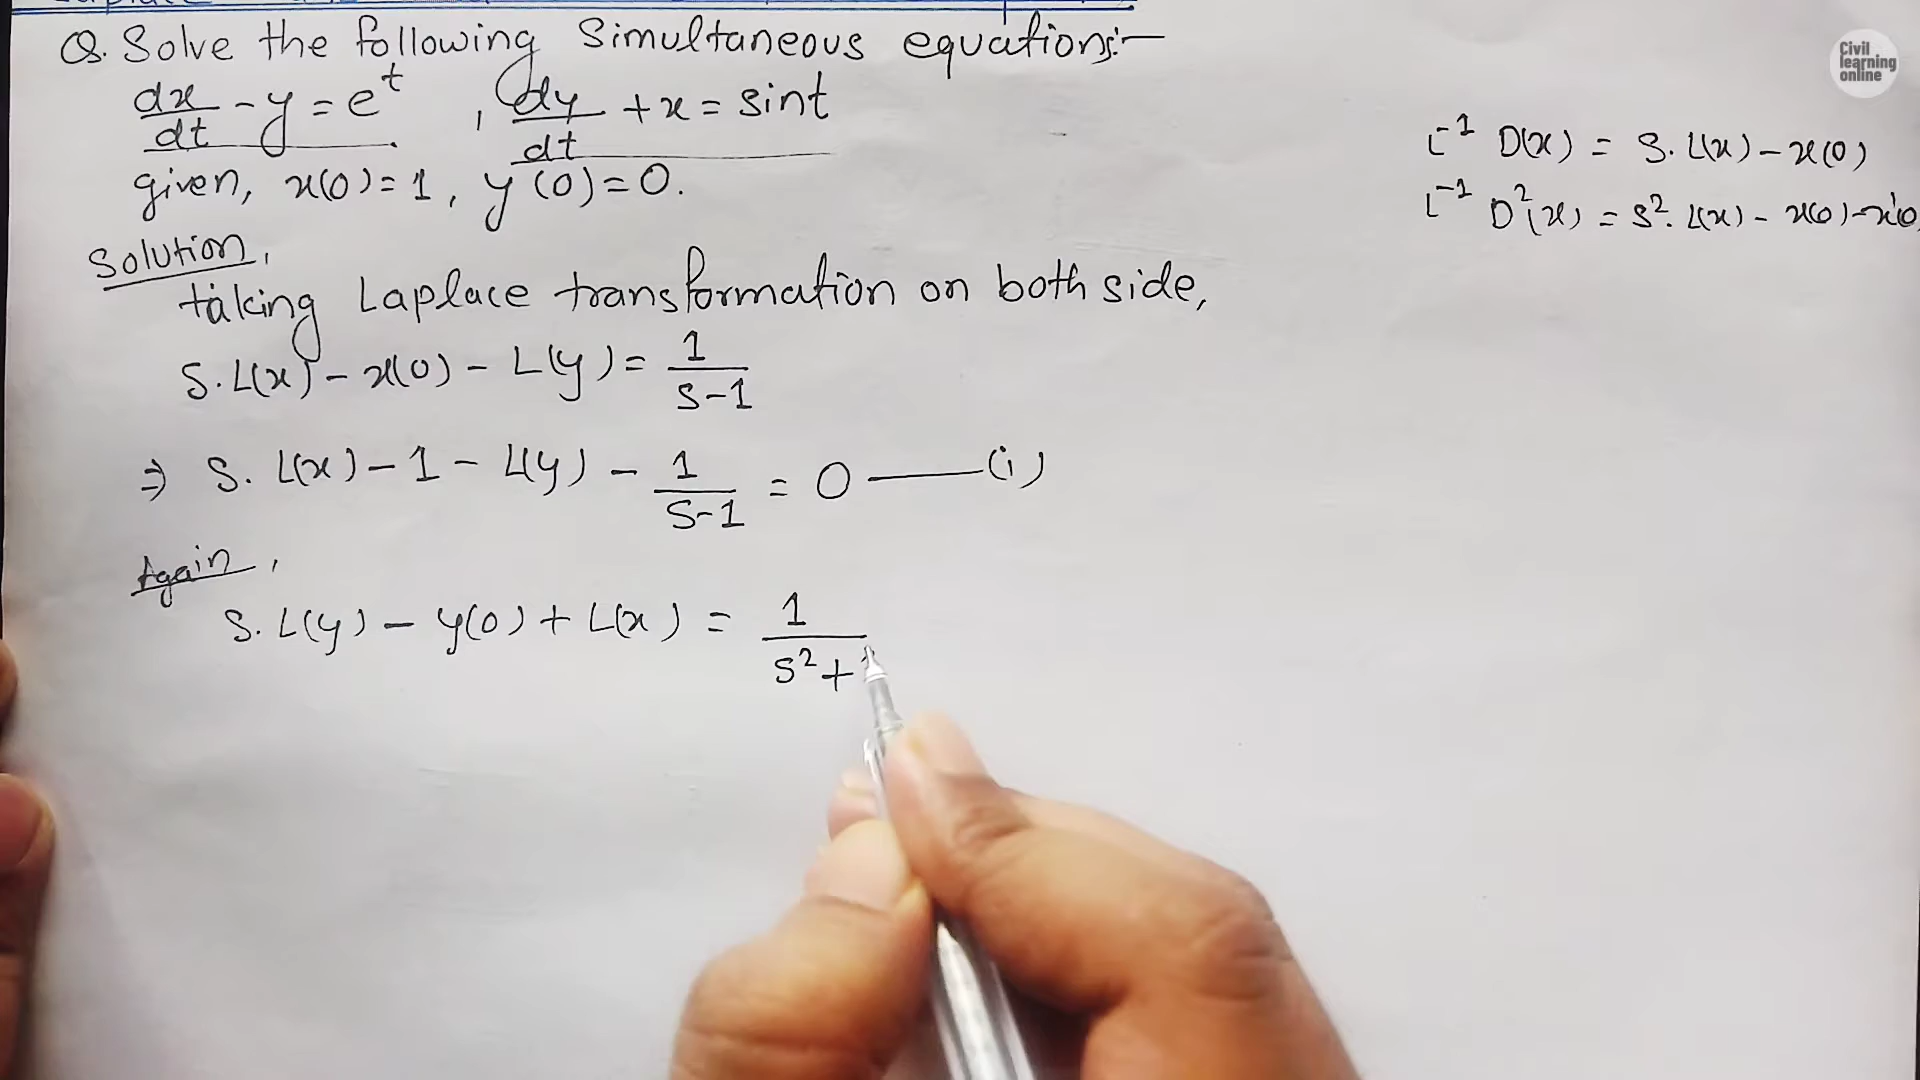 Q. Solve the following Simultaneous equations:-
dx/dt - y = e^t , dy/dt + x = sint
given, x(0)=1, y(0)=0.
Solution,
taking Laplace transformation on both side,
S.L(x) - x(0) - L(y) = 1/(S-1)
⇒ S. L(x) - 1 - L(y) - 1/(S-1) = 0 —— (i)
Again,
S. L(y) - y(0) + L(x) = 1/(S²+1
L⁻¹ D(x) = S. L(x) - x(0)
L⁻¹ D²(x) = S². L(x) - x(0) - x'(0
Civil learning online